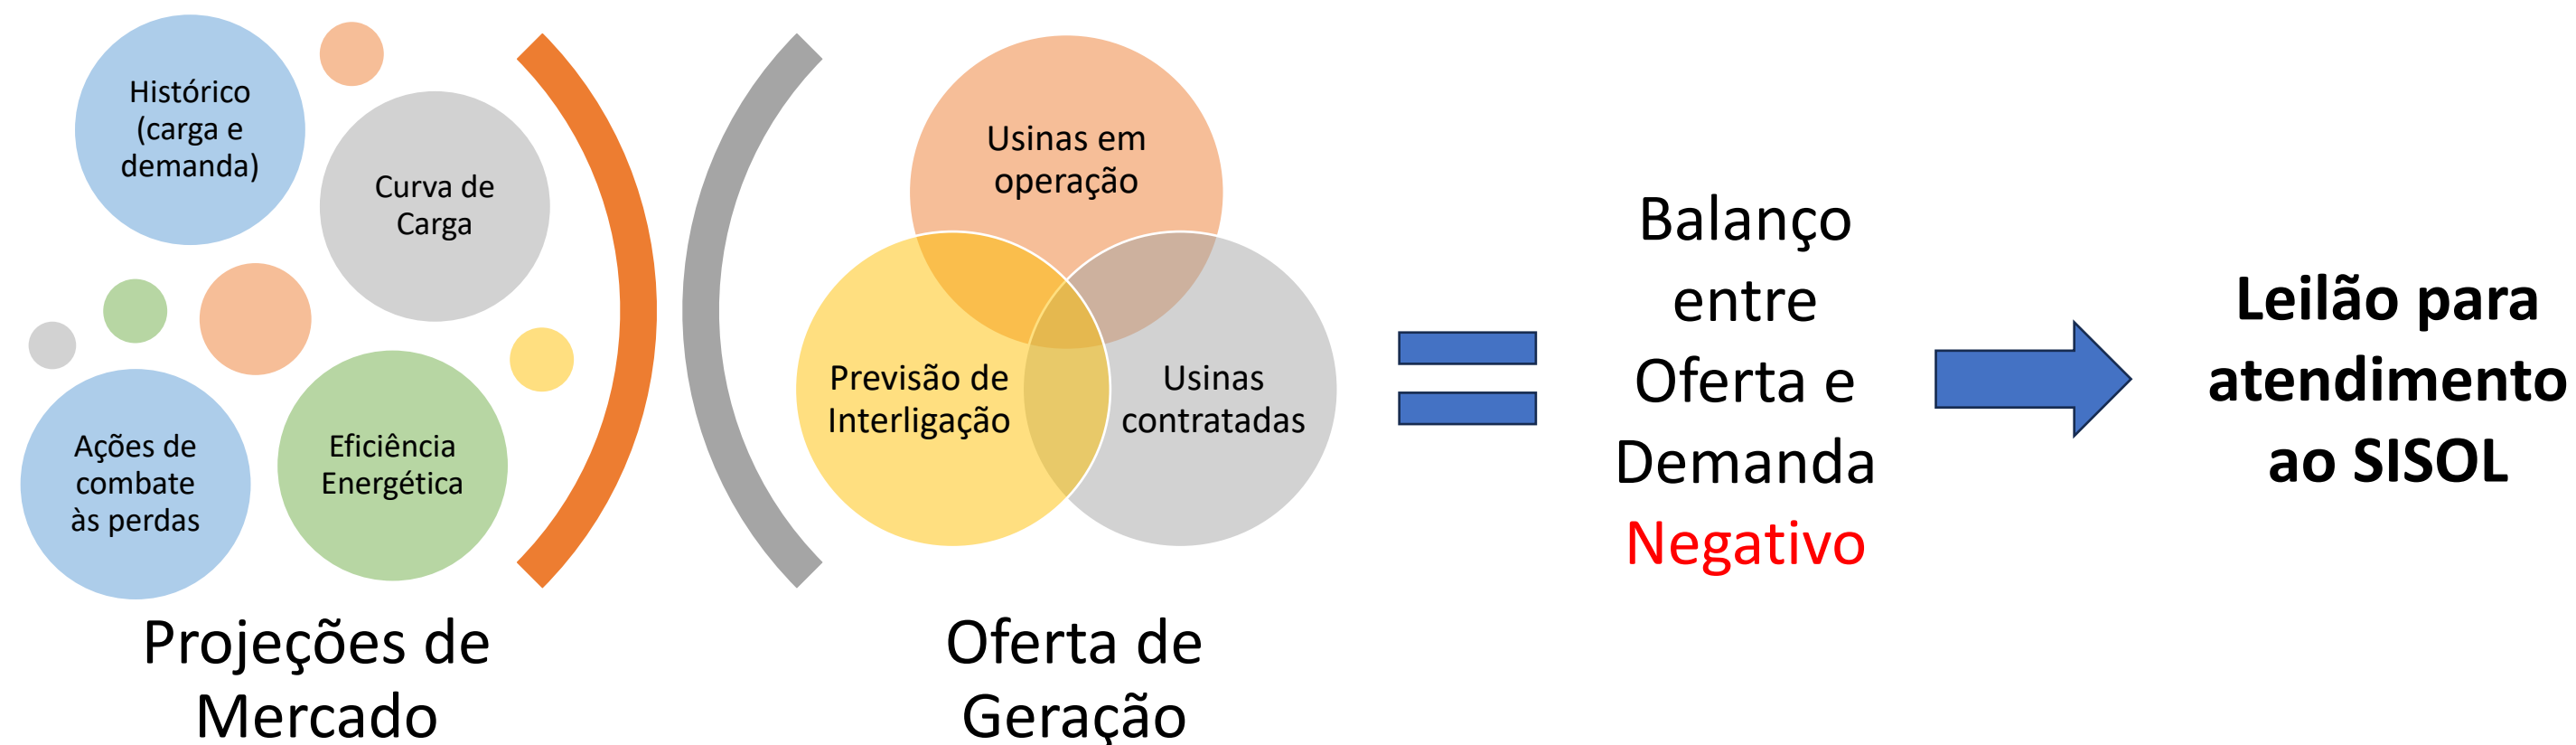 Histórico
(carga e
demanda)
Curva de
Carga
Ações de
combate
às perdas
Eficiência
Energética
Projeções de
Mercado
Usinas em
operação
Previsão de
Interligação
Usinas
contratadas
Oferta de
Geração
Balanço
entre
Oferta e
Demanda
Negativo
Leilão para
atendimento
ao SISOL